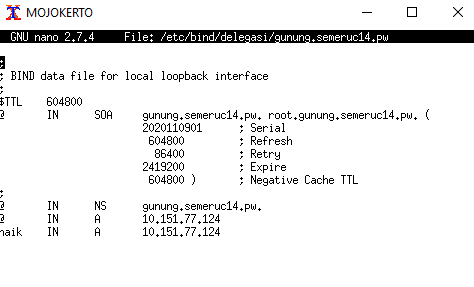 MOJOKERTO
GNU nano 2.7.4 File: /etc/bind/delegasi/gunung.semeruc14.pw
;
; BIND data file for local loopback interface
;
$TTL 604800
@ IN SOA gunung.semeruc14.pw. root.gunung.semeruc14.pw. (
2020110901 ; Serial
604800 ; Refresh
86400 ; Retry
2419200 ; Expire
604800 ) ; Negative Cache TTL
;
@ IN NS gunung.semeruc14.pw.
@ IN A 10.151.77.124
naik IN A 10.151.77.124